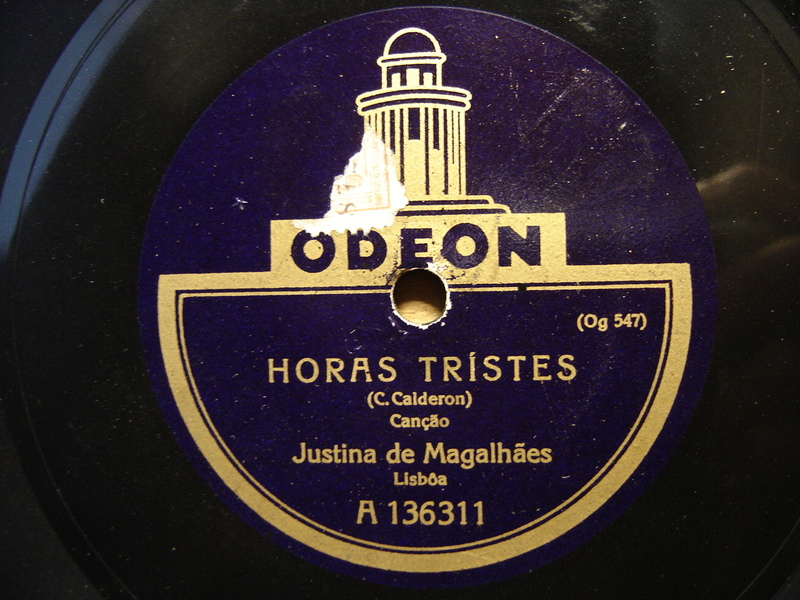 ODEON
(Og 547)
HORAS TRÍSTES
(C. Calderon)
Canção
Justina de Magalhães
Lisbôa
A 136311